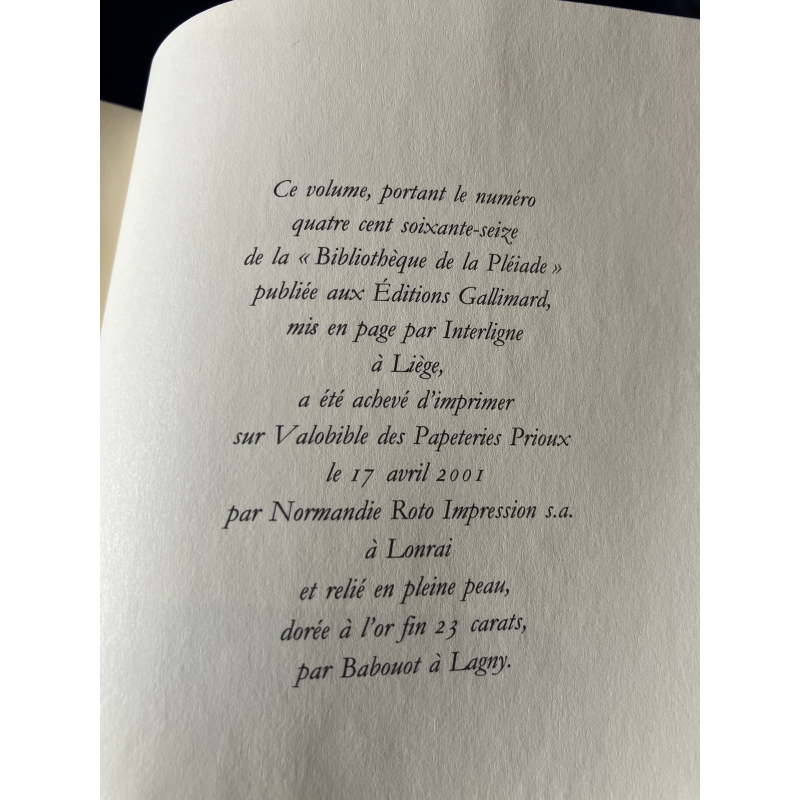 Ce volume, portant le numéro
quatre cent soixante-seize
de la « Bibliothèque de la Pléiade »
publiée aux Éditions Gallimard,
mis en page par Interligne
à Liège,
a été achevé d'imprimer
sur Valobible des Papeteries Prioux
le 17 avril 2001
par Normandie Roto Impression s.a.
à Lonrai
et relié en pleine peau,
dorée à l'or fin 23 carats,
par Babouot à Lagny.